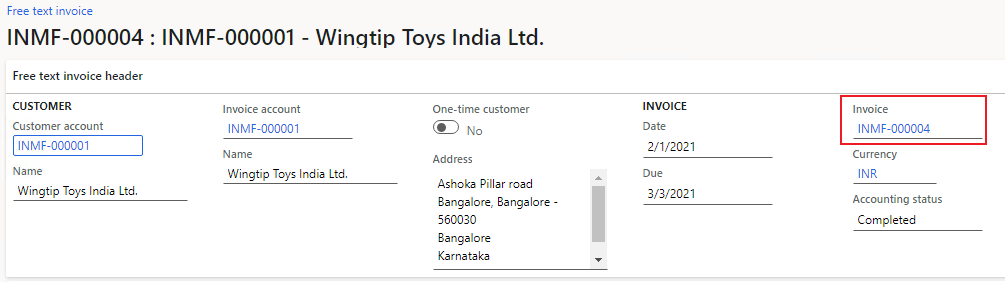 Free text invoice
INMF-000004 : INMF-000001 - Wingtip Toys India Ltd.
Free text invoice header
CUSTOMER
Customer account
INMF-000001
Name
Wingtip Toys India Ltd.
Invoice account
INMF-000001
Name
Wingtip Toys India Ltd.
One-time customer
No
Address
Ashoka Pillar road
Bangalore, Bangalore -
560030
Bangalore
Karnataka
INVOICE
Date
2/1/2021
Due
3/3/2021
Invoice
INMF-000004
Currency
INR
Accounting status
Completed